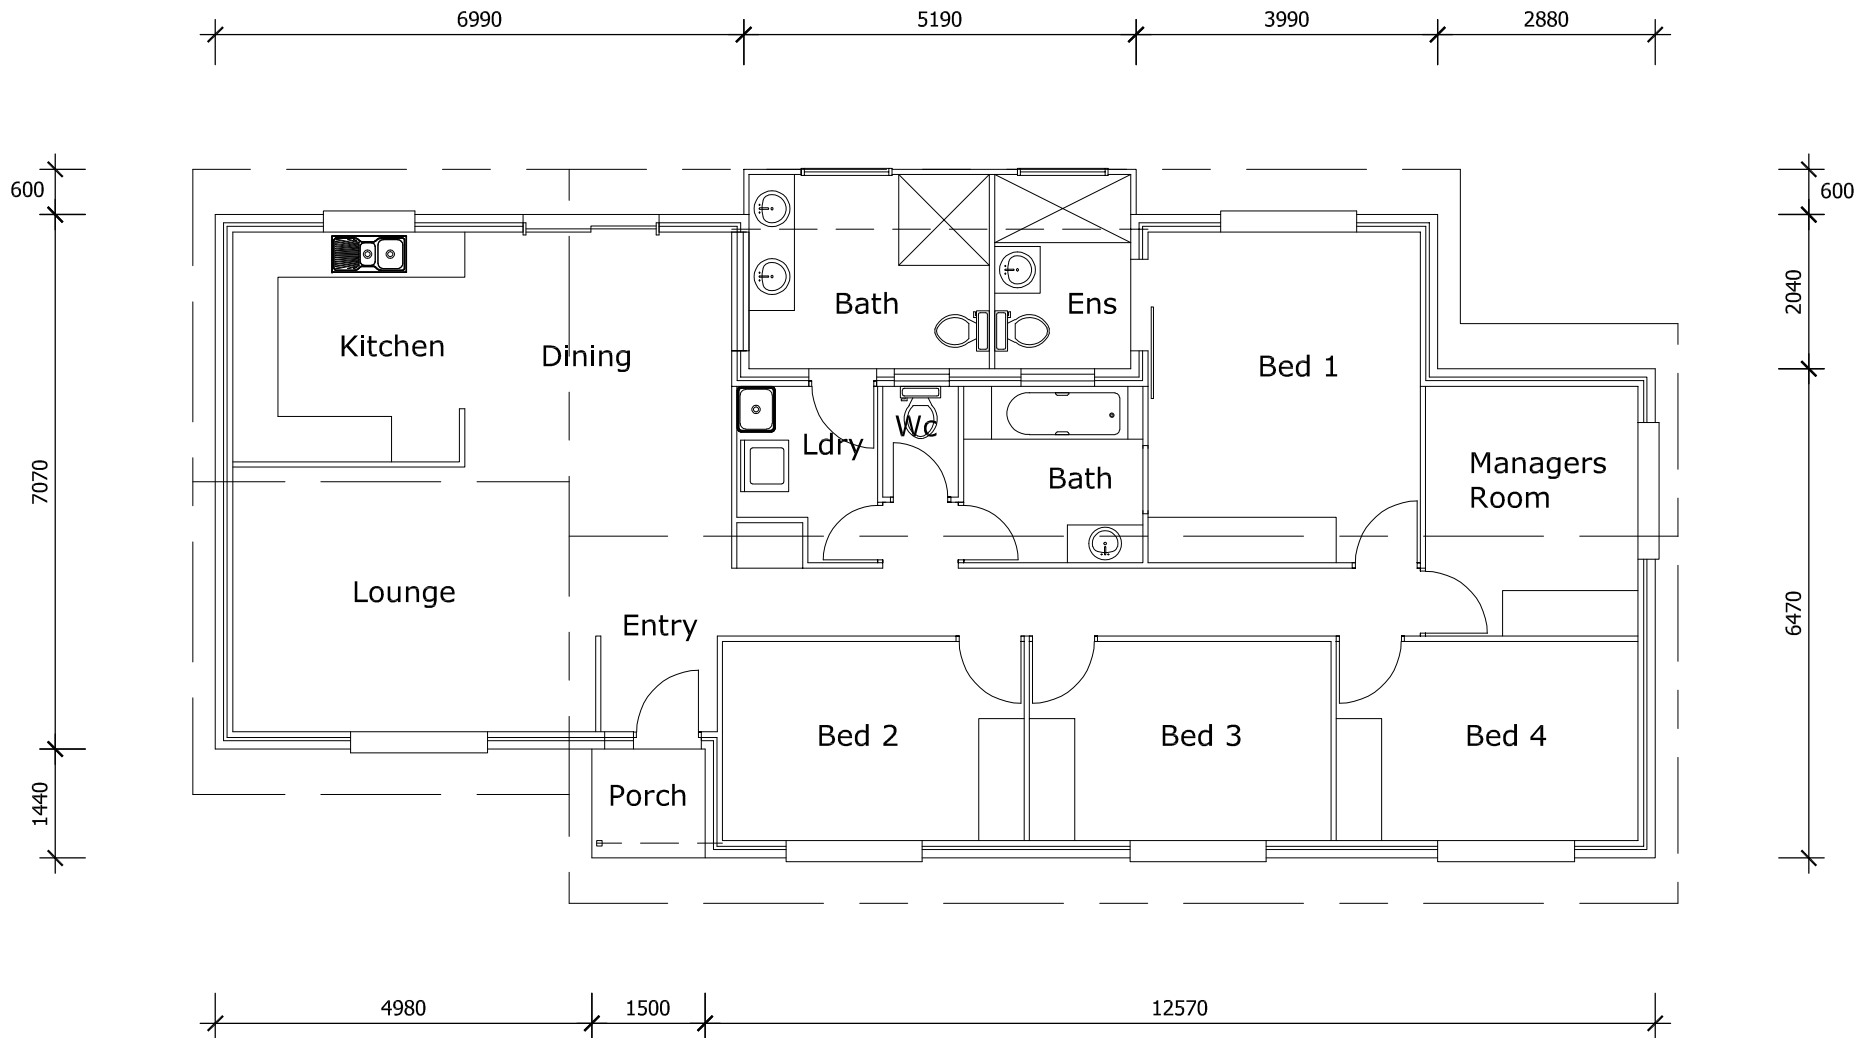 6990
5190
3990
2880
600
600
Bath
Ens
2040
Kitchen
Dining
Bed 1
Wc
Ldry
Managers
Room
Bath
7070
Lounge
6470
Entry
Bed 2
Bed 3
Bed 4
Porch
1440
4980
1500
12570